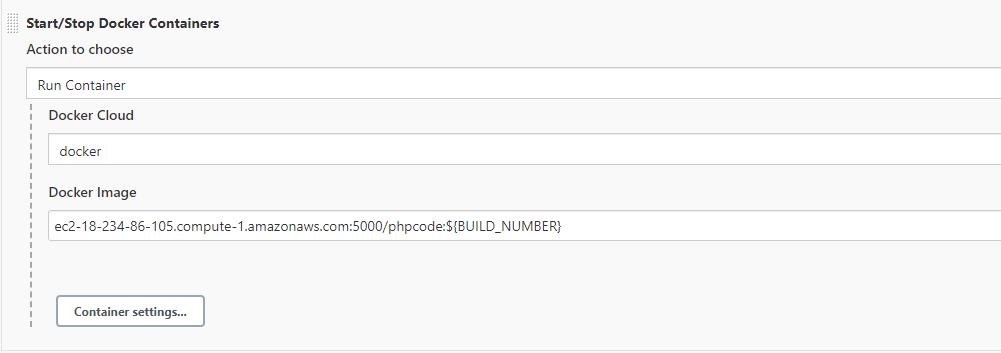 Start/Stop Docker Containers
Action to choose
Run Container
Docker Cloud
docker
Docker Image
ec2-18-234-86-105.compute-1.amazonaws.com:5000/phpcode:${BUILD_NUMBER}
Container settings...